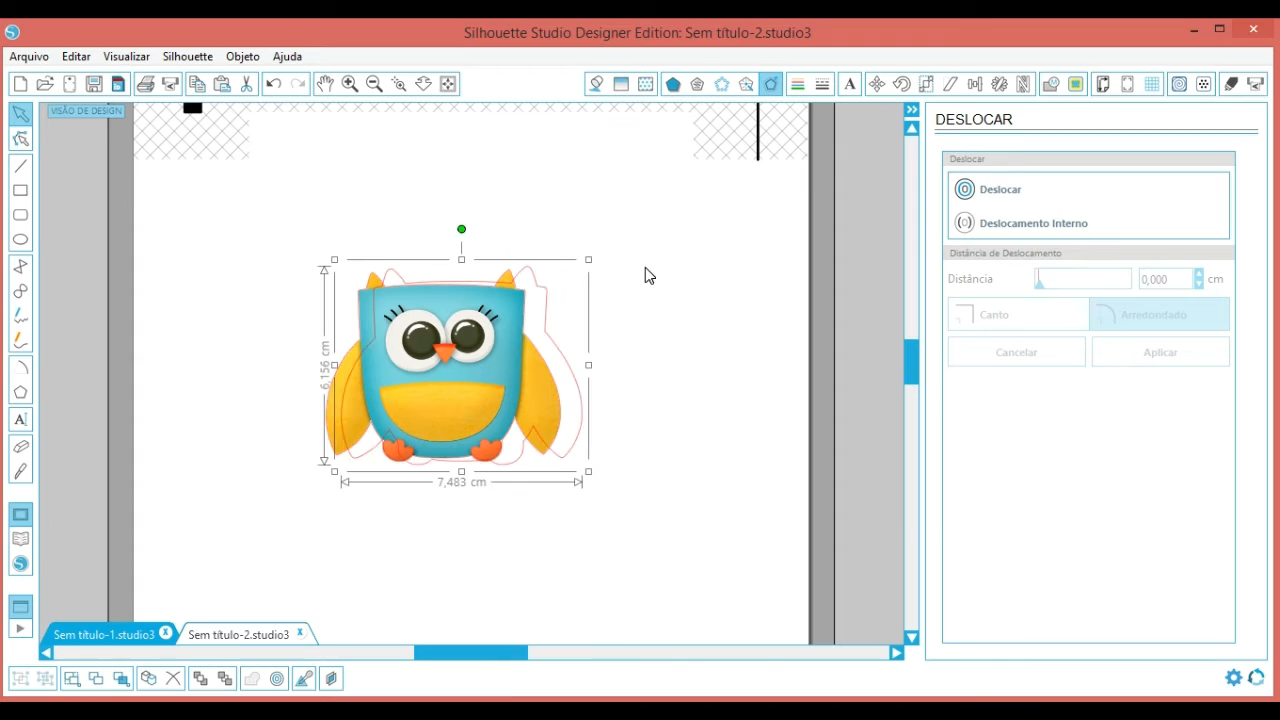 Silhouette Studio Designer Edition: Sem título-2.studio3
Arquivo Editar Visualizar Silhouette Objeto Ajuda
VISÃO DE DESIGN
DESLOCAR
Deslocar
Deslocar
Deslocamento Interno
Distância de Deslocamento
Distância 0,000 cm
Canto Arredondado
Cancelar Aplicar
6,156 cm
7,483 cm
Sem título-1.studio3 x Sem título-2.studio3 x